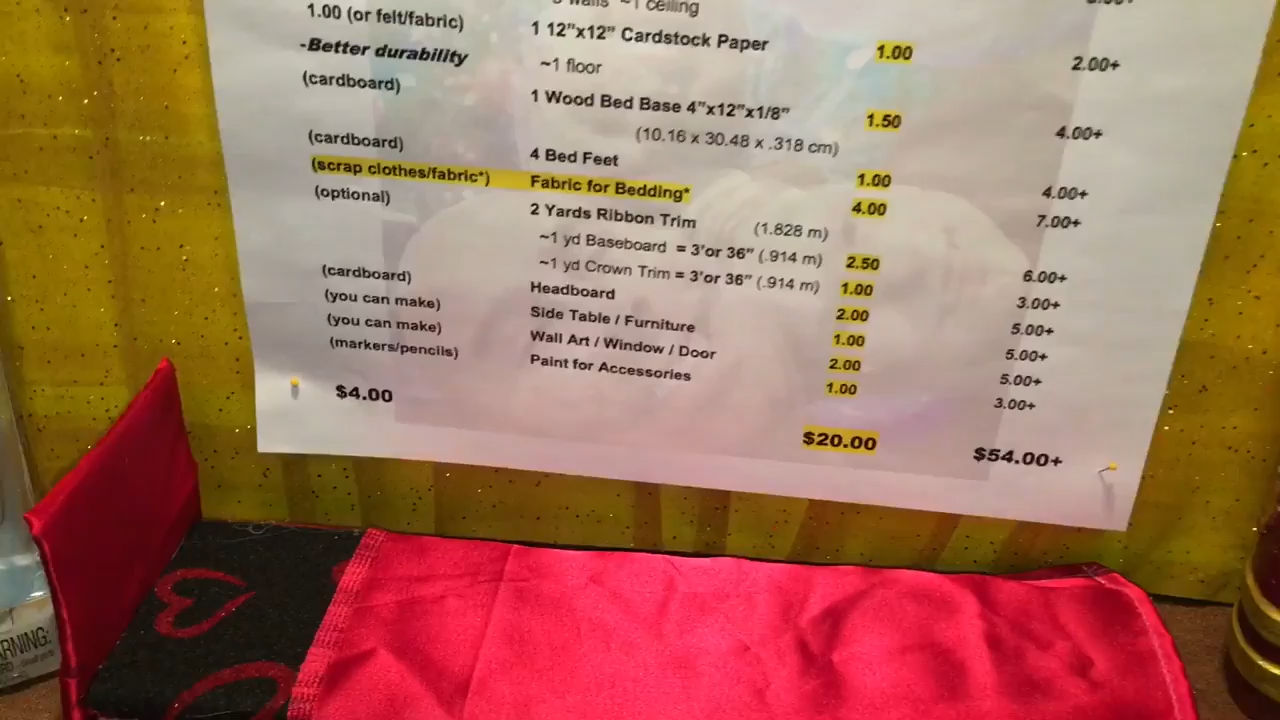 walls ~1 ceiling
1.00 (or felt/fabric) 1 12"x12" Cardstock Paper 1.00 2.00+
-Better durability ~1 floor
(cardboard) 1 Wood Bed Base 4"x12"x1/8" 1.50 4.00+
(10.16 x 30.48 x .318 cm)
(cardboard) 4 Bed Feet 1.00 4.00+
(scrap clothes/fabric*) Fabric for Bedding* 4.00 7.00+
(optional) 2 Yards Ribbon Trim (1.828 m)
~1 yd Baseboard = 3'or 36" (.914 m) 2.50 6.00+
~1 yd Crown Trim = 3'or 36" (.914 m) 1.00 3.00+
(cardboard) Headboard 2.00 5.00+
(you can make) Side Table / Furniture 1.00 5.00+
(you can make) Wall Art / Window / Door 2.00 5.00+
(markers/pencils) Paint for Accessories 1.00 3.00+
$4.00 $20.00 $54.00+
ARNING: